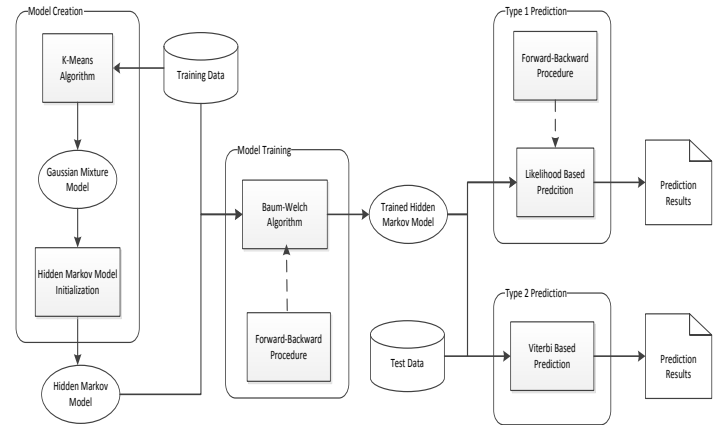 Model Creation
K-Means
Algorithm
Gaussian Mixture
Model
Hidden Markov Model
Initialization
Hidden Markov
Model
Training Data
Model Training
Baum-Welch
Algorithm
Forward-Backward
Procedure
Trained Hidden
Markov Model
Test Data
Type 1 Prediction
Forward-Backward
Procedure
Likelihood Based
Predcition
Prediction
Results
Type 2 Prediction
Viterbi Based
Prediction
Prediction
Results